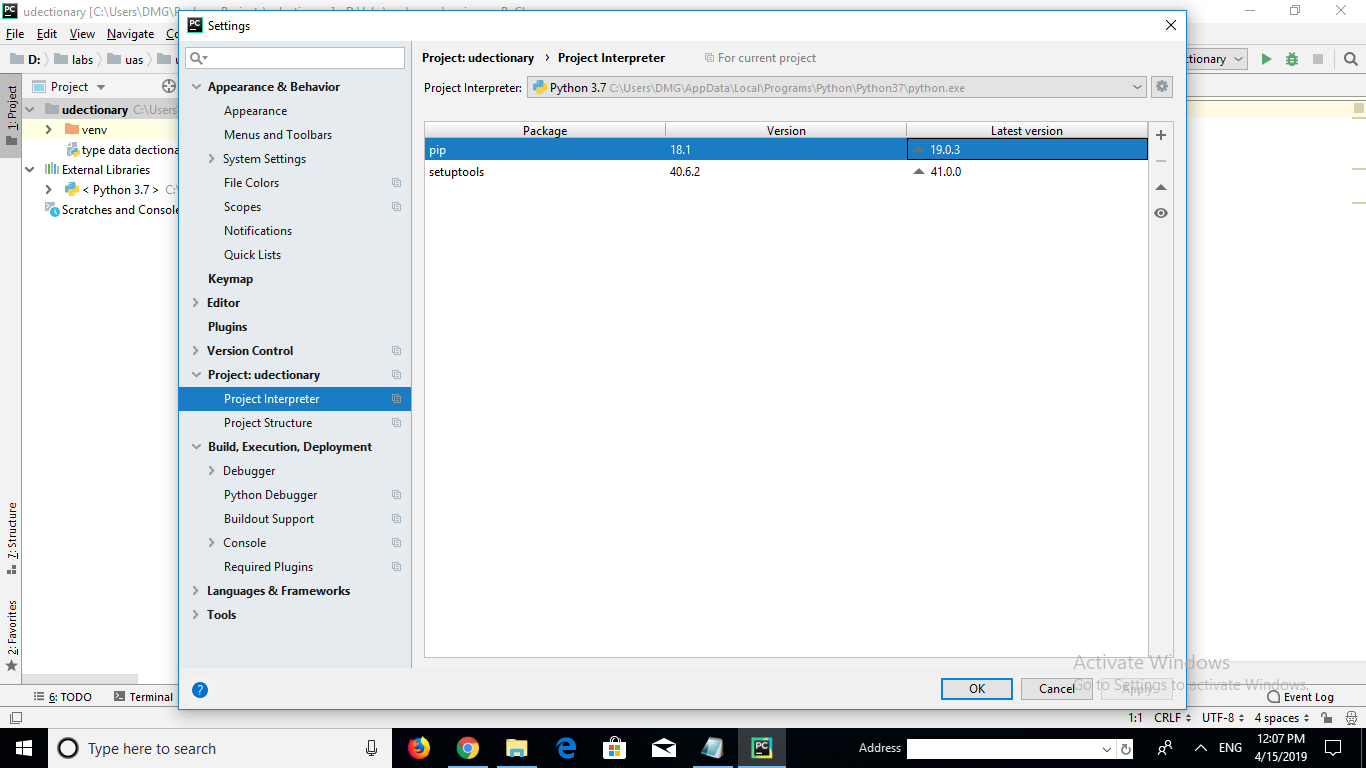 udectionary [C:\Users\DMG\
Settings
File Edit View Navigate
D: labs uas
Project: udectionary › Project Interpreter For current project
Project Interpreter: Python 3.7 C:\Users\DMG\AppData\Local\Programs\Python\Python37\python.exe
1: Project
Project
udectionary C:\Users
venv
type data dectiona
External Libraries
< Python 3.7 > C:\
Scratches and Console
7: Structure
2: Favorites
Appearance & Behavior
Appearance
Menus and Toolbars
System Settings
File Colors
Scopes
Notifications
Quick Lists
Keymap
Editor
Plugins
Version Control
Project: udectionary
Project Interpreter
Project Structure
Build, Execution, Deployment
Debugger
Python Debugger
Buildout Support
Console
Required Plugins
Languages & Frameworks
Tools
Package Version Latest version
pip 18.1 19.0.3
setuptools 40.6.2 41.0.0
OK Cancel Apply
Activate Windows
Go to Settings to activate Windows.
6: TODO Terminal Event Log
1:1 CRLF UTF-8 4 spaces
Type here to search Address ENG 12:07 PM
4/15/2019